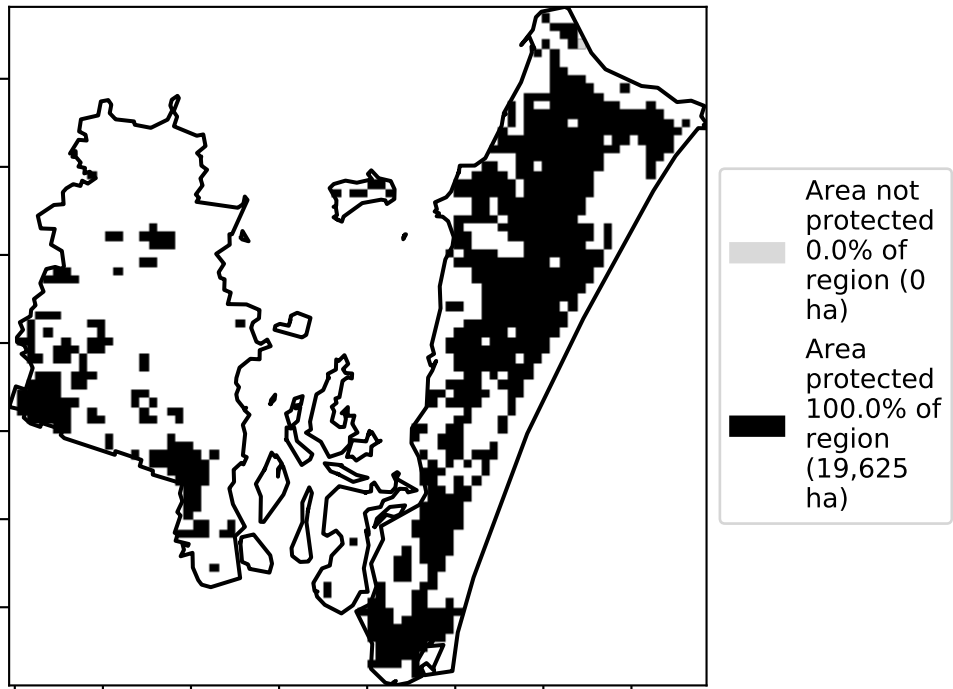 Area not
protected
0.0% of
region (0
ha)
Area
protected
100.0% of
region
(19,625
ha)